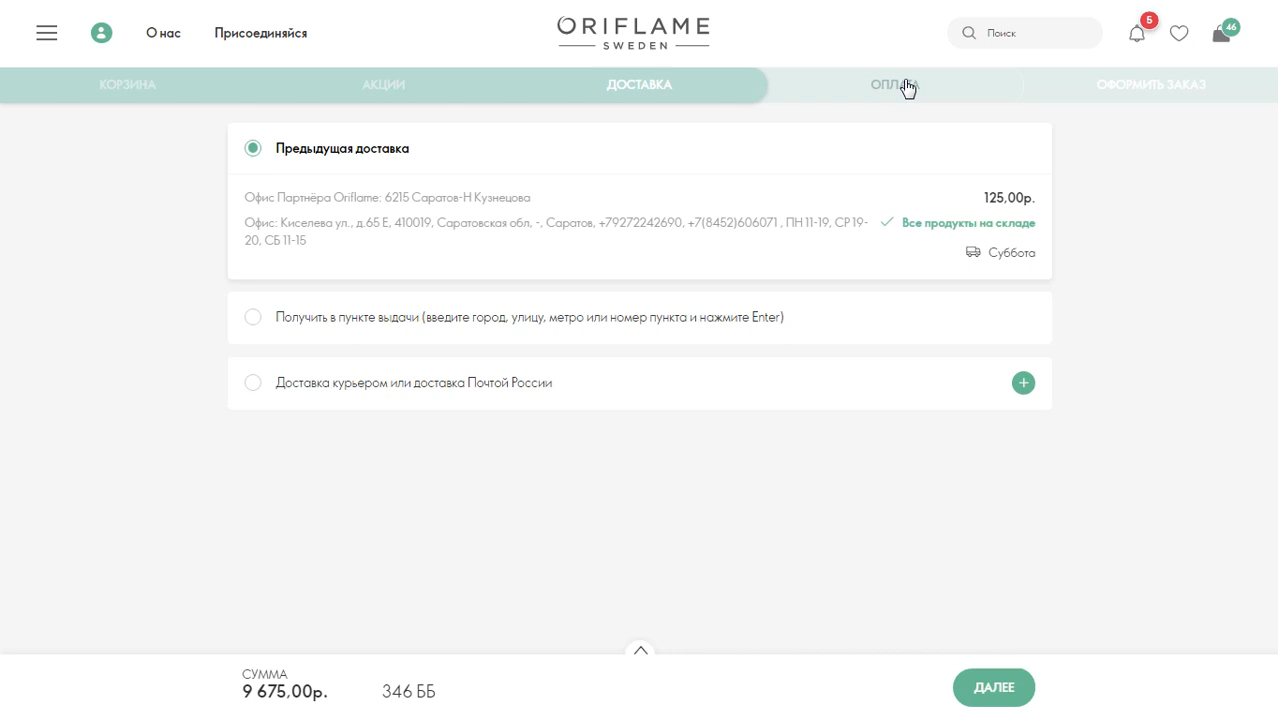 О нас
Присоединяйся
ORIFLAME
SWEDEN
Поиск
5
46
КОРЗИНА
АКЦИИ
ДОСТАВКА
ОПЛАТА
ОФОРМИТЬ ЗАКАЗ
Предыдущая доставка
Офис Партнёра Oriflame: 6215 Саратов-Н Кузнецова
125,00р.
Офис: Киселева ул., д.65 Е, 410019, Саратовская обл, -, Саратов, +79272242690, +7(8452)606071 , ПН 11-19, СР 19-
20, СБ 11-15
Все продукты на складе
Суббота
Получить в пункте выдачи (введите город, улицу, метро или номер пункта и нажмите Enter)
Доставка курьером или доставка Почтой России
СУММА
9 675,00р.
346 ББ
ДАЛЕЕ